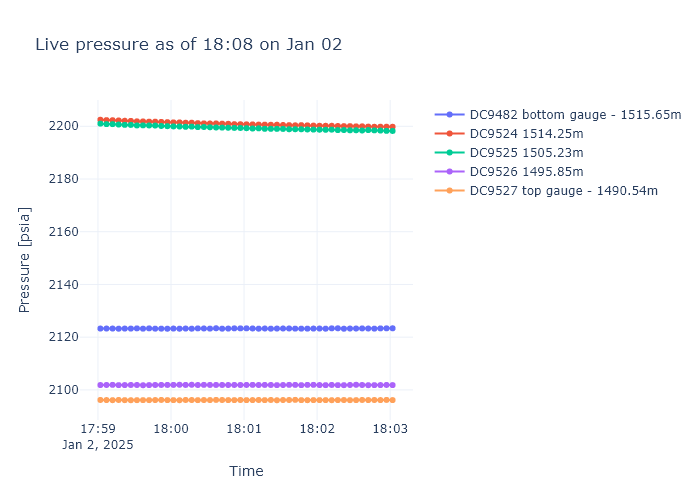 Live pressure as of 18:08 on Jan 02
DC9482 bottom gauge - 1515.65m
DC9524 1514.25m
DC9525 1505.23m
DC9526 1495.85m
DC9527 top gauge - 1490.54m
Pressure [psia]
2200
2180
2160
2140
2120
2100
17:59 18:00 18:01 18:02 18:03
Jan 2, 2025
Time